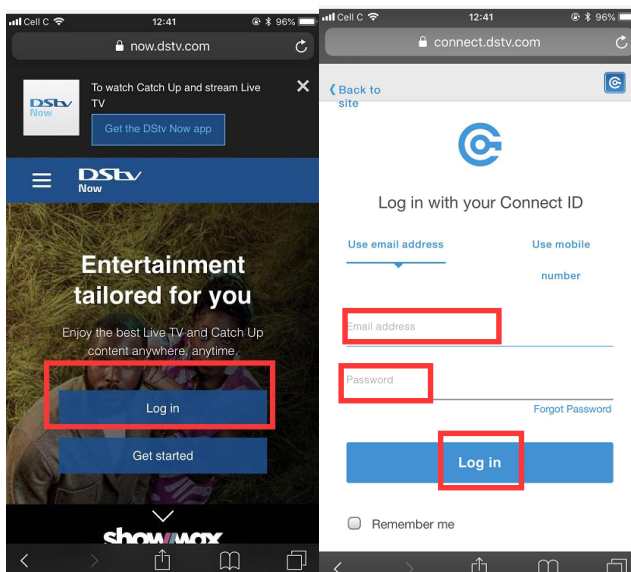 Cell C 12:41 96%
now.dstv.com
To watch Catch Up and stream Live
TV
DStv
Now
Get the DStv Now app
DStv
Now
Entertainment
tailored for you
Enjoy the best Live TV and Catch Up
content anywhere, anytime.
Log in
Get started
showmax
Cell C 12:41 96%
connect.dstv.com
Back to
site
Log in with your Connect ID
Use email address
Use mobile
number
Email address
Password
Forgot Password
Log in
Remember me